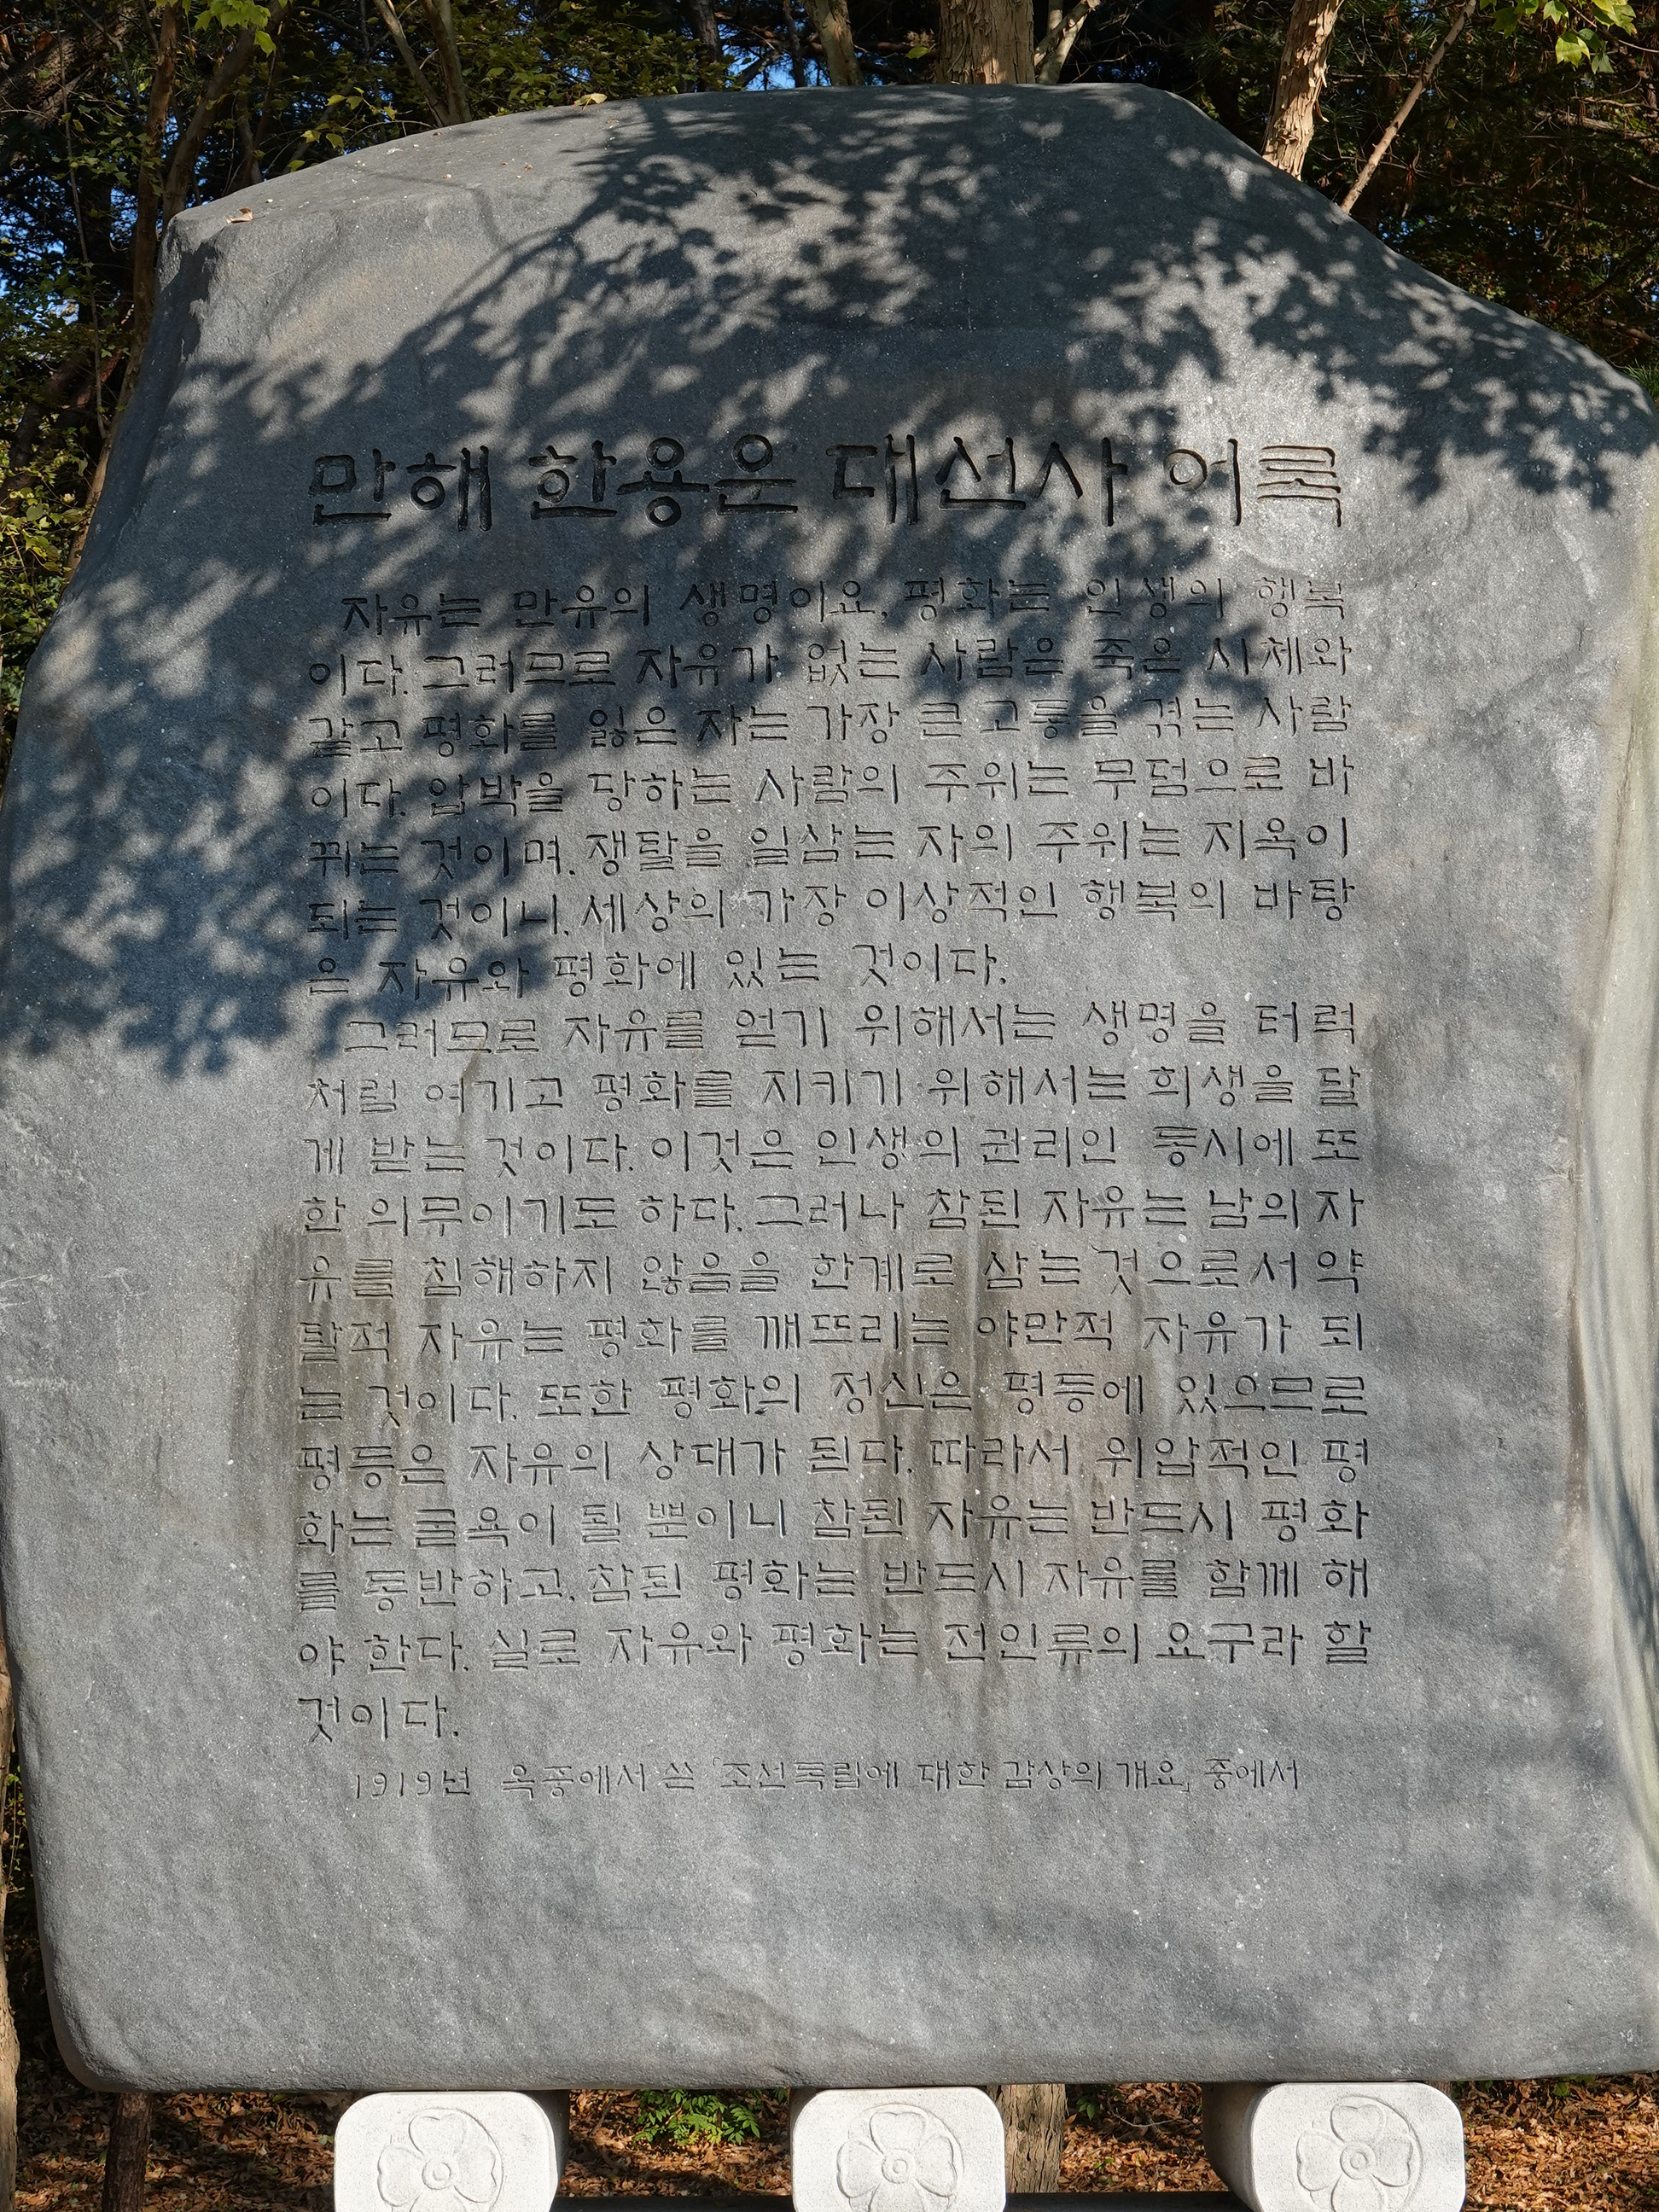 만해 한용운 대선사 어록
자유는 만유의 생명이요, 평화는 인생의 행복
이다. 그러므로 자유가 없는 사람은 죽은 시체와
같고 평화를 잃은 자는 가장 큰 고통을 겪는 사람
이다. 압박을 당하는 사람의 주위는 무덤으로 바
뀌는 것이며, 쟁탈을 일삼는 자의 주위는 지옥이
되는 것이니, 세상의 가장 이상적인 행복의 바탕
은 자유와 평화에 있는 것이다.
그러므로 자유를 얻기 위해서는 생명을 터럭
처럼 여기고 평화를 지키기 위해서는 희생을 달
게 받는 것이다. 이것은 인생의 권리인 동시에 또
한 의무이기도 하다. 그러나 참된 자유는 남의 자
유를 침해하지 않음을 한계로 삼는 것으로서 약
탈적 자유는 평화를 깨뜨리는 야만적 자유가 되
는 것이다. 또한 평화의 정신은 평등에 있으므로
평등은 자유의 상대가 된다. 따라서 위압적인 평
화는 굴욕이 될 뿐이니 참된 자유는 반드시 평화
를 동반하고, 참된 평화는 반드시 자유를 함께 해
야 한다. 실로 자유와 평화는 전인류의 요구라 할
것이다.
1919년 옥중에서 쓴 「조선독립에 대한 감상의 개요」 중에서